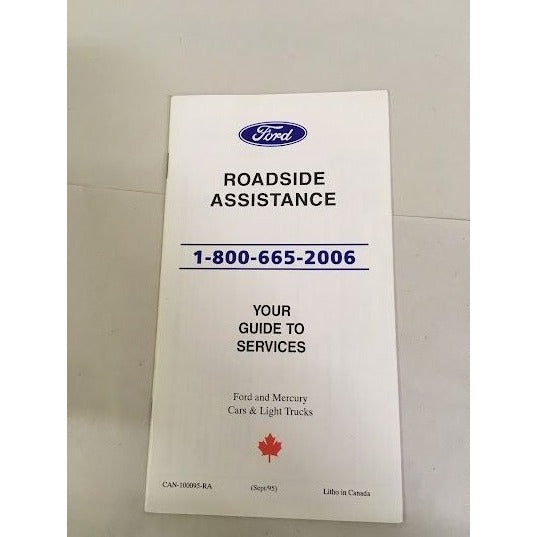 Ford
ROADSIDE
ASSISTANCE
1-800-665-2006
YOUR
GUIDE TO
SERVICES
Ford and Mercury
Cars & Light Trucks
CAN-100095-RA (Sept/95) Litho in Canada